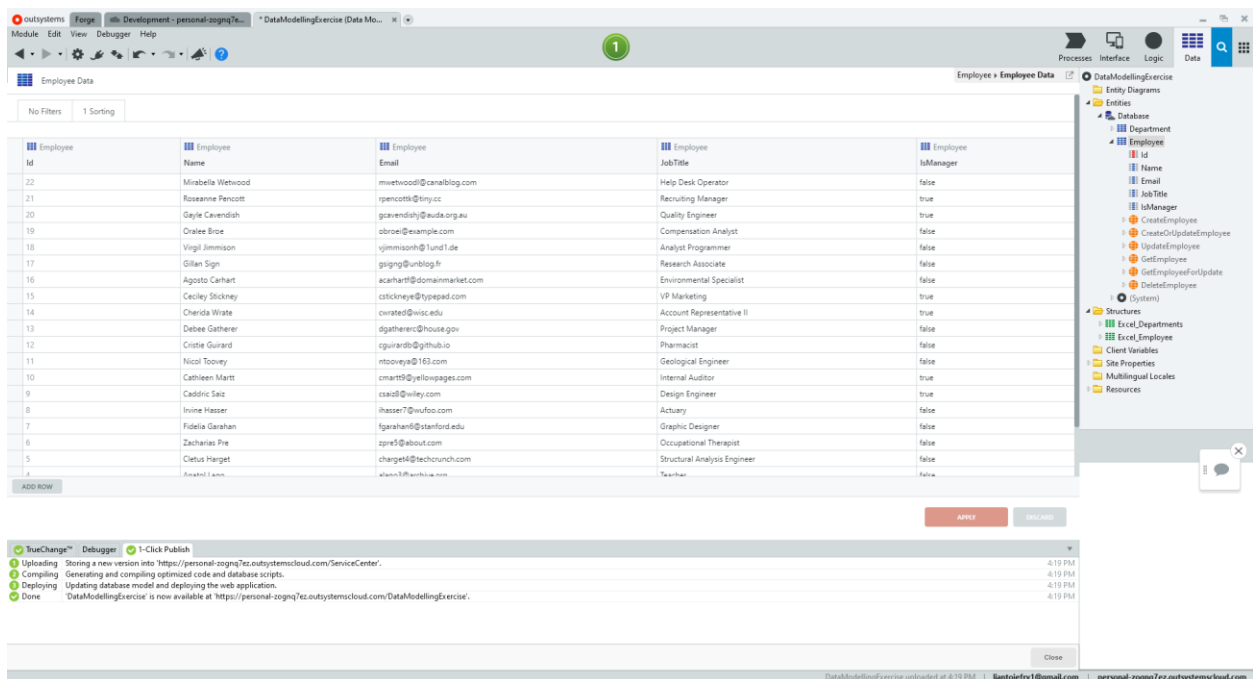 outsystems Forge Development - personal-zognq7e... * DataModellingExercise (Data Mo... x
Module Edit View Debugger Help
1
Processes Interface Logic Data
Employee Data
Employee › Employee Data
No Filters 1 Sorting
Employee Employee Employee Employee Employee
Id Name Email JobTitle IsManager
22 Mirabella Wetwood mwetwoodl@canalblog.com Help Desk Operator false
21 Roseanne Pencott rpencottk@tiny.cc Recruiting Manager true
20 Gayle Cavendish gcavendishj@auda.org.au Quality Engineer true
19 Oralee Broe obroei@example.com Compensation Analyst false
18 Virgil Jimmison vjimmisonh@1und1.de Analyst Programmer false
17 Gillan Sign gsigng@unblog.fr Research Associate false
16 Agosto Carhart acarhartf@domainmarket.com Environmental Specialist false
15 Ceciley Stickney cstickneye@typepad.com VP Marketing true
14 Cherida Wrate cwrated@wisc.edu Account Representative II true
13 Debee Gatherer dgathererc@house.gov Project Manager false
12 Cristie Guirard cguirardb@github.io Pharmacist false
11 Nicol Toovey ntooveya@163.com Geological Engineer false
10 Cathleen Martt cmartt9@yellowpages.com Internal Auditor true
9 Caddric Saiz csaiz8@wiley.com Design Engineer true
8 Irvine Hasser ihasser7@wufoo.com Actuary false
7 Fidelia Garahan fgarahan6@stanford.edu Graphic Designer false
6 Zacharias Pre zpre5@about.com Occupational Therapist false
5 Cletus Harget charget4@techcrunch.com Structural Analysis Engineer false
4 Anatol Lang alang3@archive.org Teacher false
ADD ROW
APPLY DISCARD
DataModellingExercise
Entity Diagrams
Entities
Database
Department
Employee
Id
Name
Email
JobTitle
IsManager
CreateEmployee
CreateOrUpdateEmployee
UpdateEmployee
GetEmployee
GetEmployeeForUpdate
DeleteEmployee
(System)
Structures
Excel_Departments
Excel_Employee
Client Variables
Site Properties
Multilingual Locales
Resources
TrueChange™ Debugger 1-Click Publish
1 Uploading Storing a new version into 'https://personal-zognq7ez.outsystemscloud.com/ServiceCenter'. 4:19 PM
2 Compiling Generating and compiling optimized code and database scripts. 4:19 PM
3 Deploying Updating database model and deploying the web application. 4:19 PM
Done 'DataModellingExercise' is now available at 'https://personal-zognq7ez.outsystemscloud.com/DataModellingExercise'. 4:19 PM
Close
DataModellingExercise uploaded at 4:19 PM | liantojefry1@gmail.com | personal-zognq7ez.outsystemscloud.com